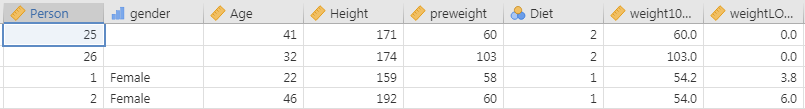 Person gender Age Height preweight Diet weight10... weightLO...
25 41 171 60 2 60.0 0.0
26 32 174 103 2 103.0 0.0
1 Female 22 159 58 1 54.2 3.8
2 Female 46 192 60 1 54.0 6.0